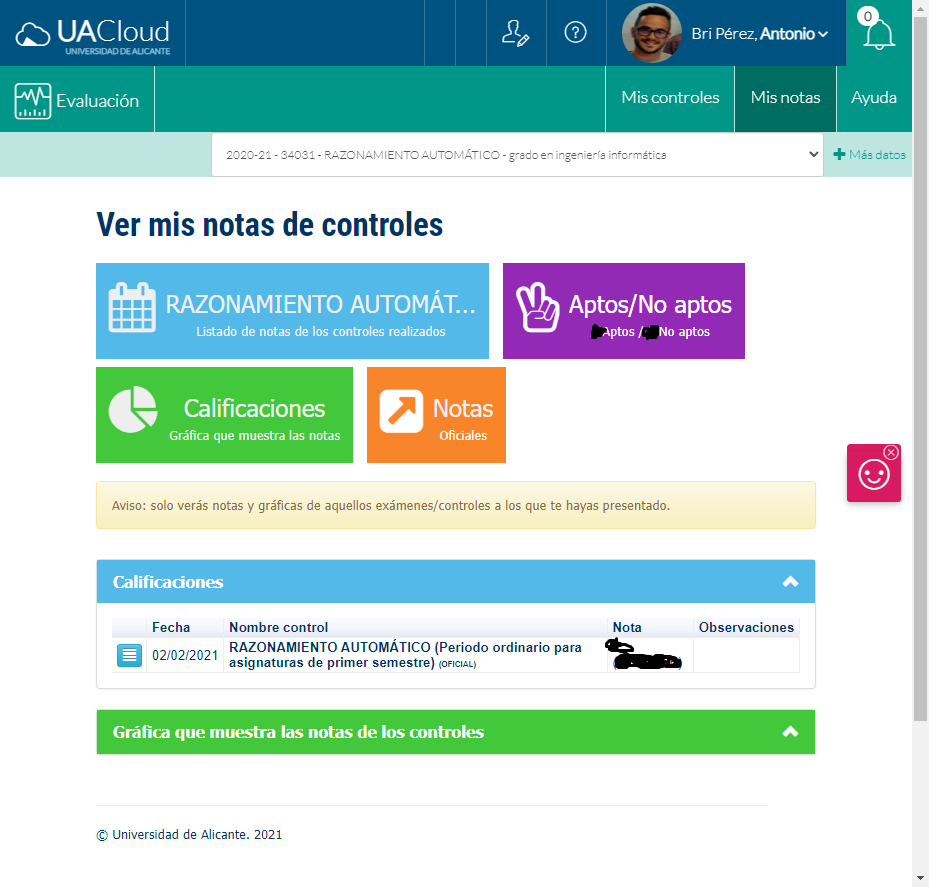 UACloud
UNIVERSIDAD DE ALICANTE
Bri Pérez, Antonio
0
Evaluación
Mis controles
Mis notas
Ayuda
2020-21 - 34031 - RAZONAMIENTO AUTOMÁTICO - grado en ingeniería informática
Más datos
Ver mis notas de controles
RAZONAMIENTO AUTOMÁT...
Listado de notas de los controles realizados
Aptos/No aptos
Aptos / No aptos
Calificaciones
Gráfica que muestra las notas
Notas
Oficiales
Aviso: solo verás notas y gráficas de aquellos exámenes/controles a los que te hayas presentado.
Calificaciones
Fecha Nombre control Nota Observaciones
02/02/2021 RAZONAMIENTO AUTOMÁTICO (Periodo ordinario para
asignaturas de primer semestre) (OFICIAL)
Gráfica que muestra las notas de los controles
© Universidad de Alicante. 2021